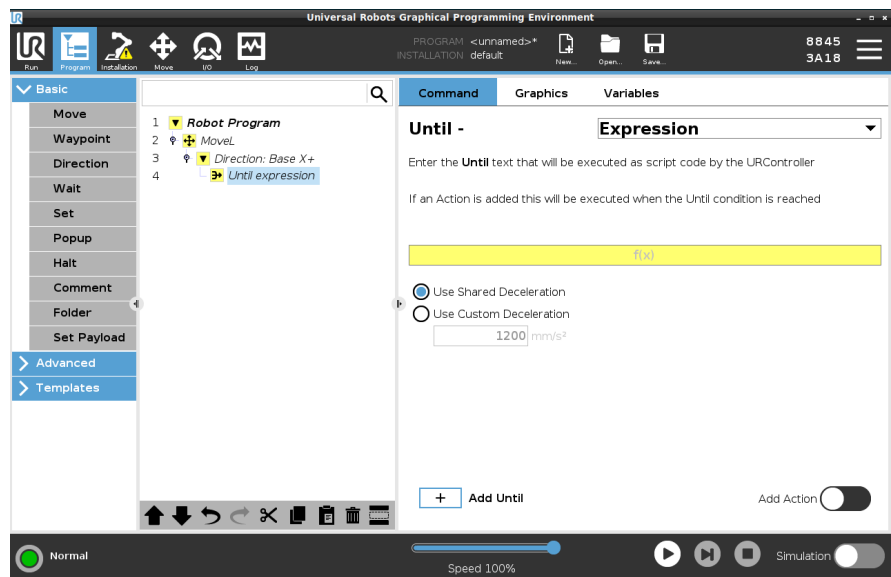 Universal Robots Graphical Programming Environment
UR
Run
Program
Installation
Move
I/O
Log
PROGRAM <unnamed>*
INSTALLATION default
New...
Open...
Save...
8845
3A18
Basic
Move
Waypoint
Direction
Wait
Set
Popup
Halt
Comment
Folder
Set Payload
Advanced
Templates
1 Robot Program
2 MoveL
3 Direction: Base X+
4 Until expression
Command Graphics Variables
Until - Expression
Enter the Until text that will be executed as script code by the URController
If an Action is added this will be executed when the Until condition is reached
f(x)
Use Shared Deceleration
Use Custom Deceleration
1200 mm/s²
+ Add Until
Add Action
Normal
Speed 100%
Simulation